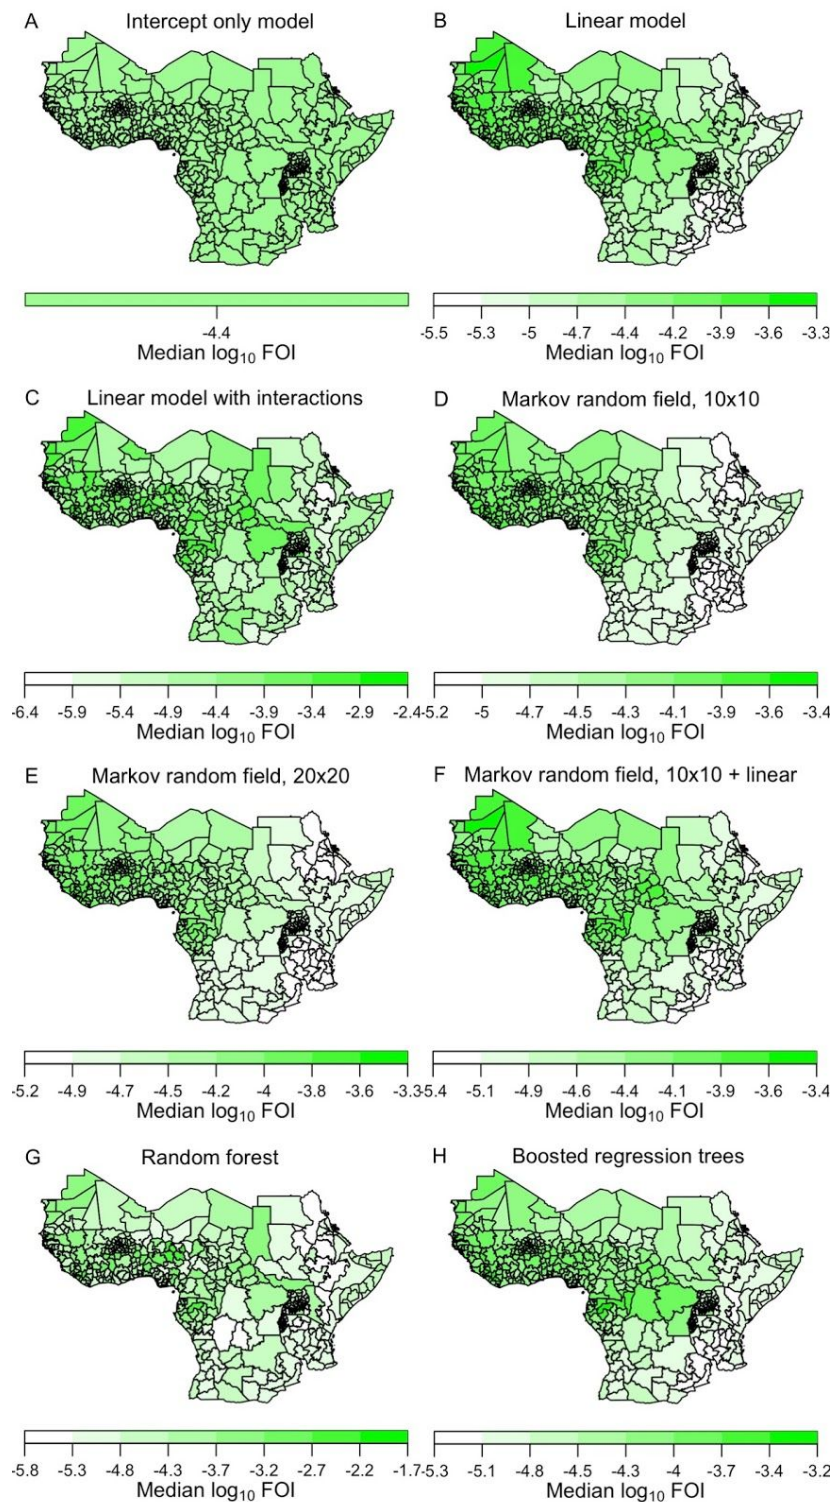 A Intercept only model
B Linear model
-4.4
Median log10 FOI
-5.5 -5.3 -5 -4.7 -4.4 -4.2 -3.9 -3.6 -3.3
Median log10 FOI
C Linear model with interactions
D Markov random field, 10x10
-6.4 -5.9 -5.4 -4.9 -4.4 -3.9 -3.4 -2.9 -2.4
Median log10 FOI
-5.2 -5 -4.7 -4.5 -4.3 -4.1 -3.9 -3.6 -3.4
Median log10 FOI
E Markov random field, 20x20
F Markov random field, 10x10 + linear
-5.2 -4.9 -4.7 -4.5 -4.2 -4 -3.8 -3.6 -3.3
Median log10 FOI
-5.4 -5.1 -4.9 -4.6 -4.4 -4.1 -3.9 -3.6 -3.4
Median log10 FOI
G Random forest
H Boosted regression trees
-5.8 -5.3 -4.8 -4.3 -3.7 -3.2 -2.7 -2.2 -1.7
Median log10 FOI
-5.3 -5.1 -4.8 -4.5 -4.3 -4 -3.7 -3.4 -3.2
Median log10 FOI